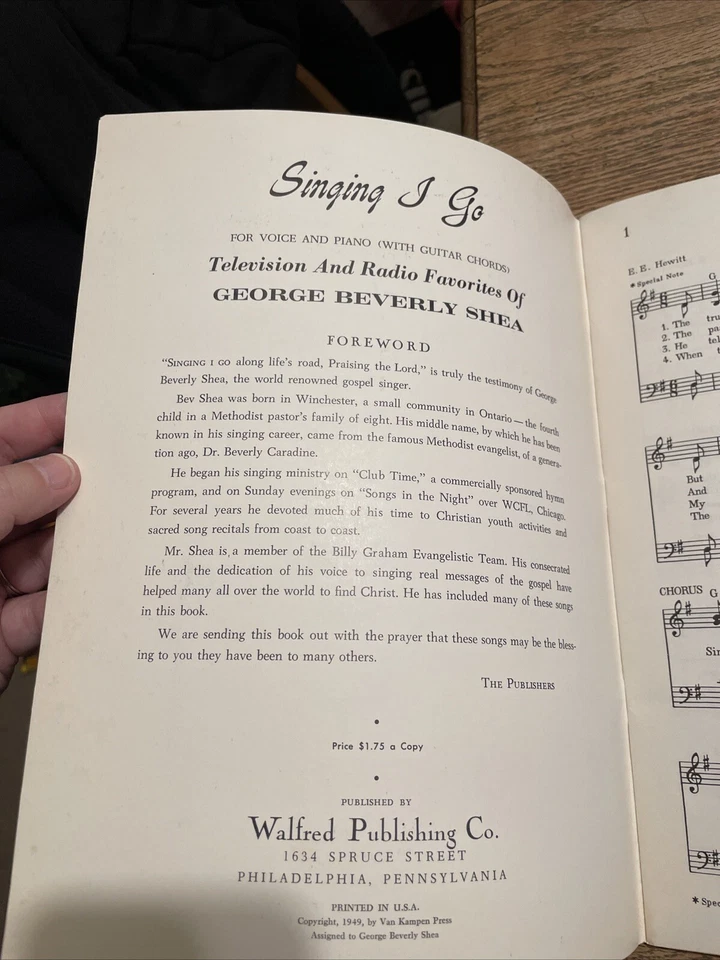 Singing I Go
FOR VOICE AND PIANO (WITH GUITAR CHORDS)
Television And Radio Favorites Of
GEORGE BEVERLY SHEA
FOREWORD
"SINGING I GO along life's road, Praising the Lord," is truly the testimony of George
Beverly Shea, the world renowned gospel singer.
Bev Shea was born in Winchester, a small community in Ontario — the fourth
child in a Methodist pastor's family of eight. His middle name, by which he has been
known in his singing career, came from the famous Methodist evangelist, of a genera-
tion ago, Dr. Beverly Caradine.
He began his singing ministry on "Club Time," a commercially sponsored hymn
program, and on Sunday evenings on "Songs in the Night" over WCFL, Chicago.
For several years he devoted much of his time to Christian youth activities and
sacred song recitals from coast to coast.
Mr. Shea is a member of the Billy Graham Evangelistic Team. His consecrated
life and the dedication of his voice to singing real messages of the gospel have
helped many all over the world to find Christ. He has included many of these songs
in this book.
We are sending this book out with the prayer that these songs may be the bless-
ing to you they have been to many others.
THE PUBLISHERS
Price $1.75 a Copy
PUBLISHED BY
Walfred Publishing Co.
1634 SPRUCE STREET
PHILADELPHIA, PENNSYLVANIA
PRINTED IN U.S.A.
Copyright, 1949, by Van Kampen Press
Assigned to George Beverly Shea
1
E. E. Hewitt
*Special Note
G
1. The tru
2. The pa
3. He tel
4. When t
But
And
My
The
CHORUS G
Sin
*Spec